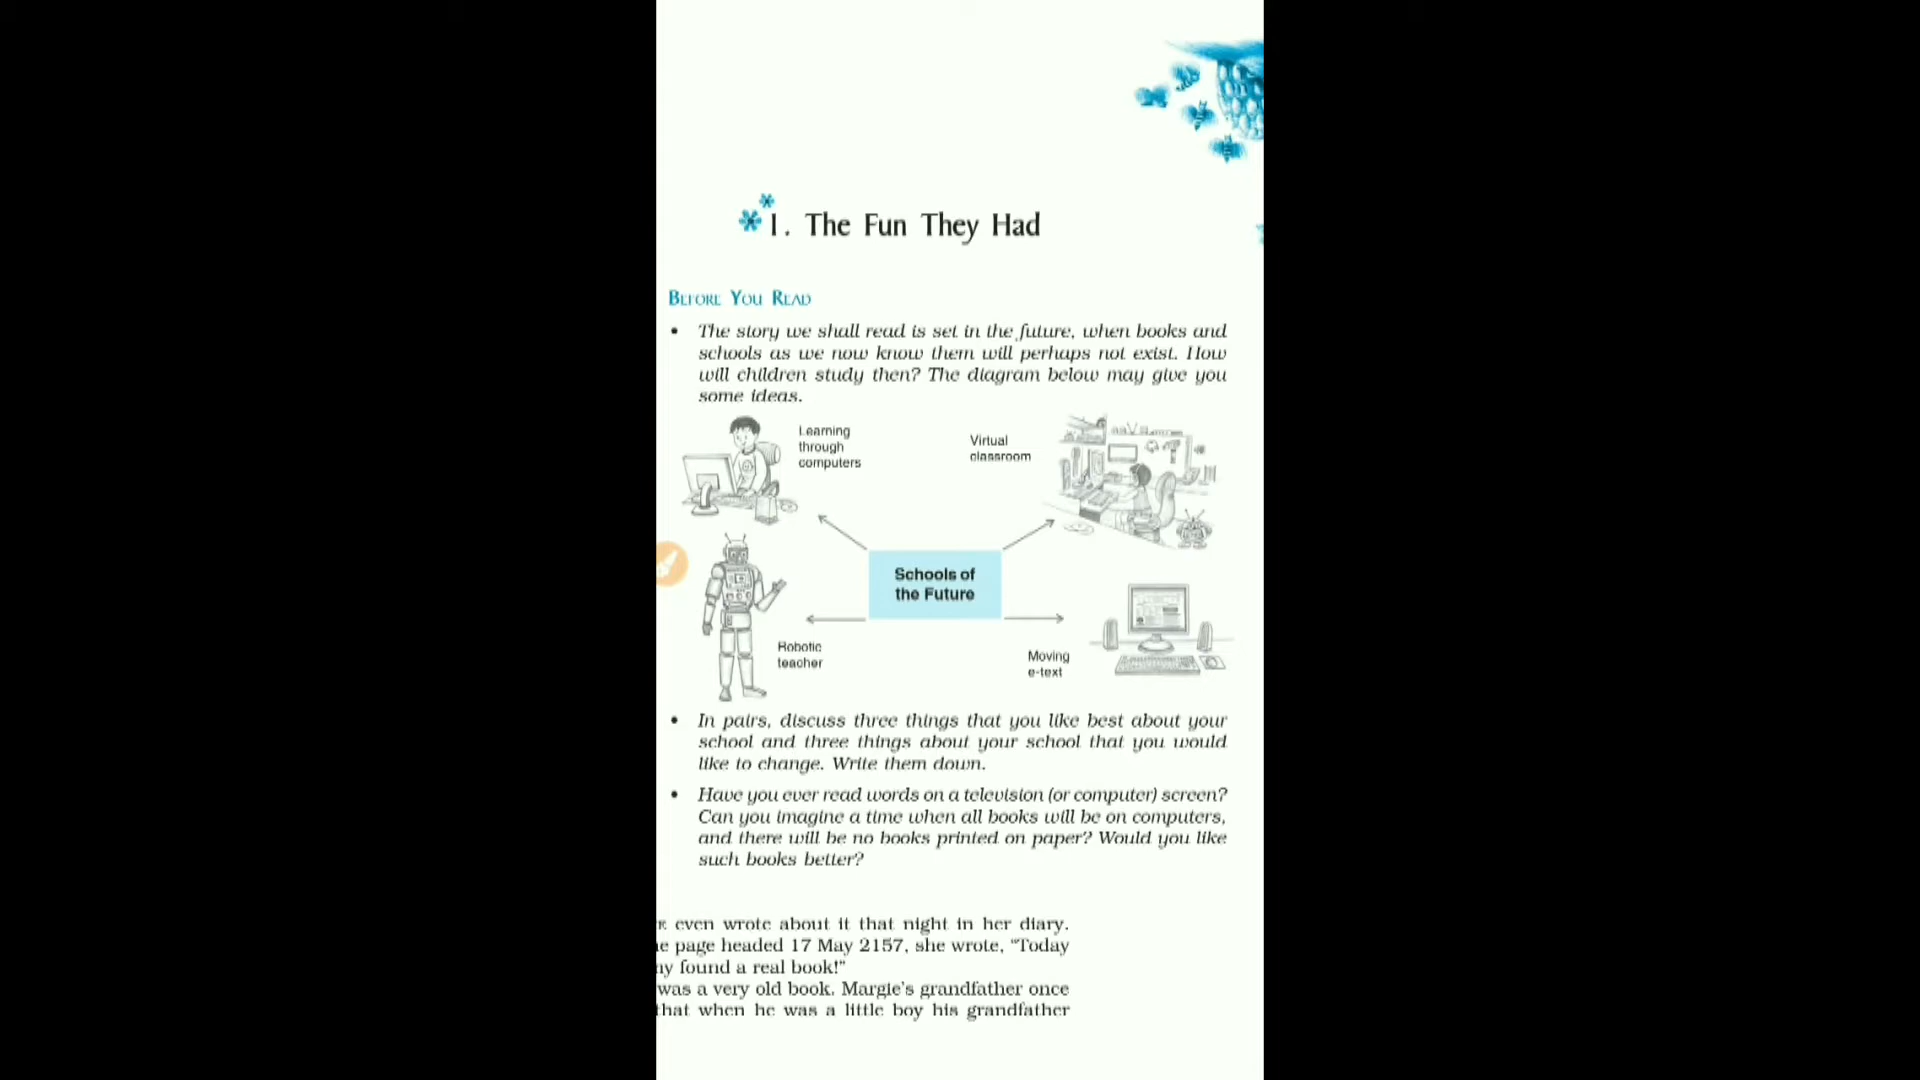 1. The Fun They Had
BEFORE YOU READ
• The story we shall read is set in the future, when books and
schools as we now know them will perhaps not exist. How
will children study then? The diagram below may give you
some ideas.
Learning
through
computers
Virtual
classroom
Schools of
the Future
Robotic
teacher
Moving
e-text
• In pairs, discuss three things that you like best about your
school and three things about your school that you would
like to change. Write them down.
• Have you ever read words on a television (or computer) screen?
Can you imagine a time when all books will be on computers,
and there will be no books printed on paper? Would you like
such books better?
even wrote about it that night in her diary.
page headed 17 May 2157, she wrote, “Today
found a real book!”
was a very old book. Margie’s grandfather once
that when he was a little boy his grandfather